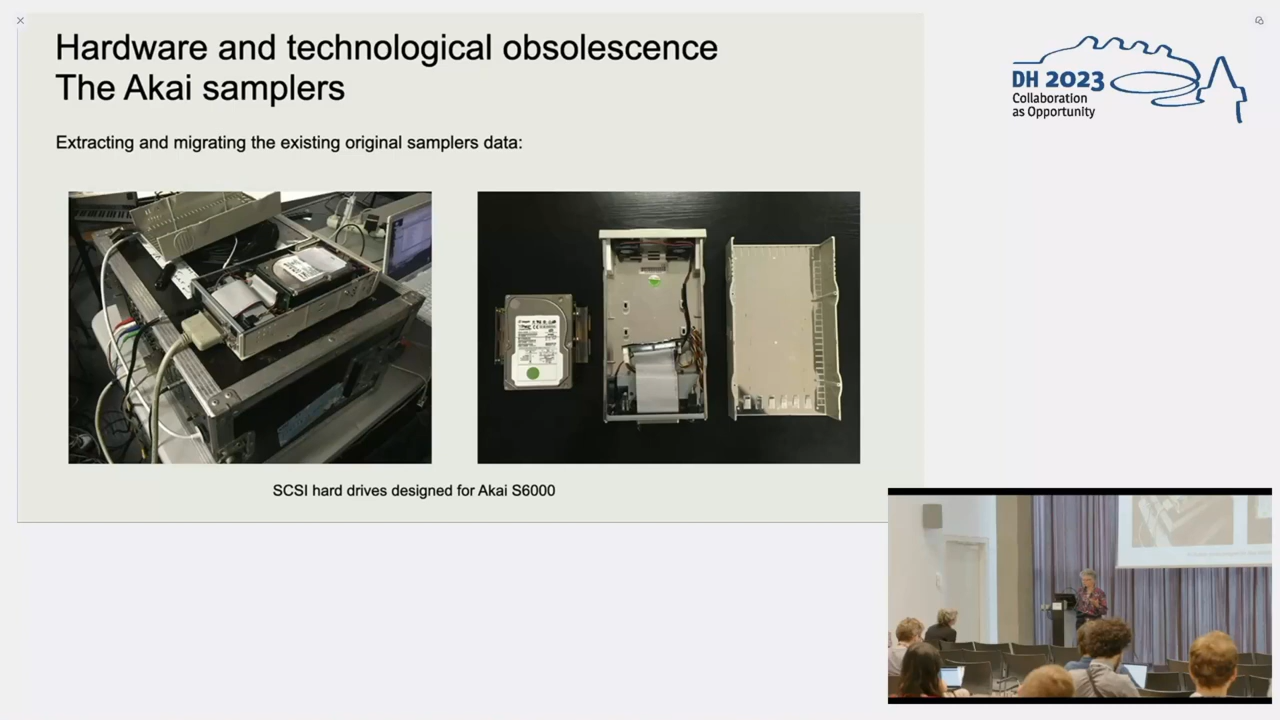 Hardware and technological obsolescence
The Akai samplers
Extracting and migrating the existing original samplers data:
SCSI hard drives designed for Akai S6000
DH 2023
Collaboration
as Opportunity